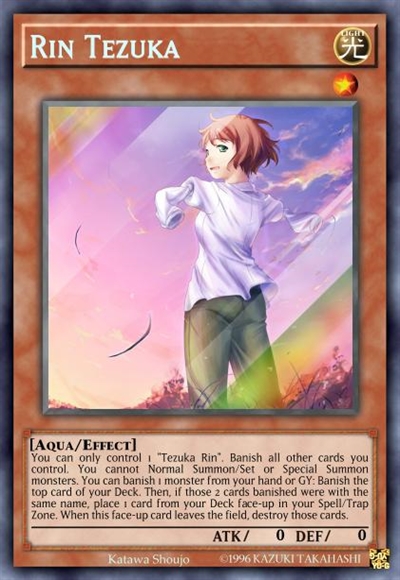 RIN TEZUKA
LIGHT
光
[AQUA/EFFECT]
You can only control 1 "Tezuka Rin". Banish all other cards you
control. You cannot Normal Summon/Set or Special Summon
monsters. You can banish 1 monster from your hand or GY: Banish the
top card of your Deck. Then, if those 2 cards banished were with the
same name, place 1 card from your Deck face-up in your Spell/Trap
Zone. When this face-up card leaves the field, destroy those cards.
ATK/ 0 DEF/ 0
Katawa Shoujo ©1996 KAZUKI TAKAHASHI